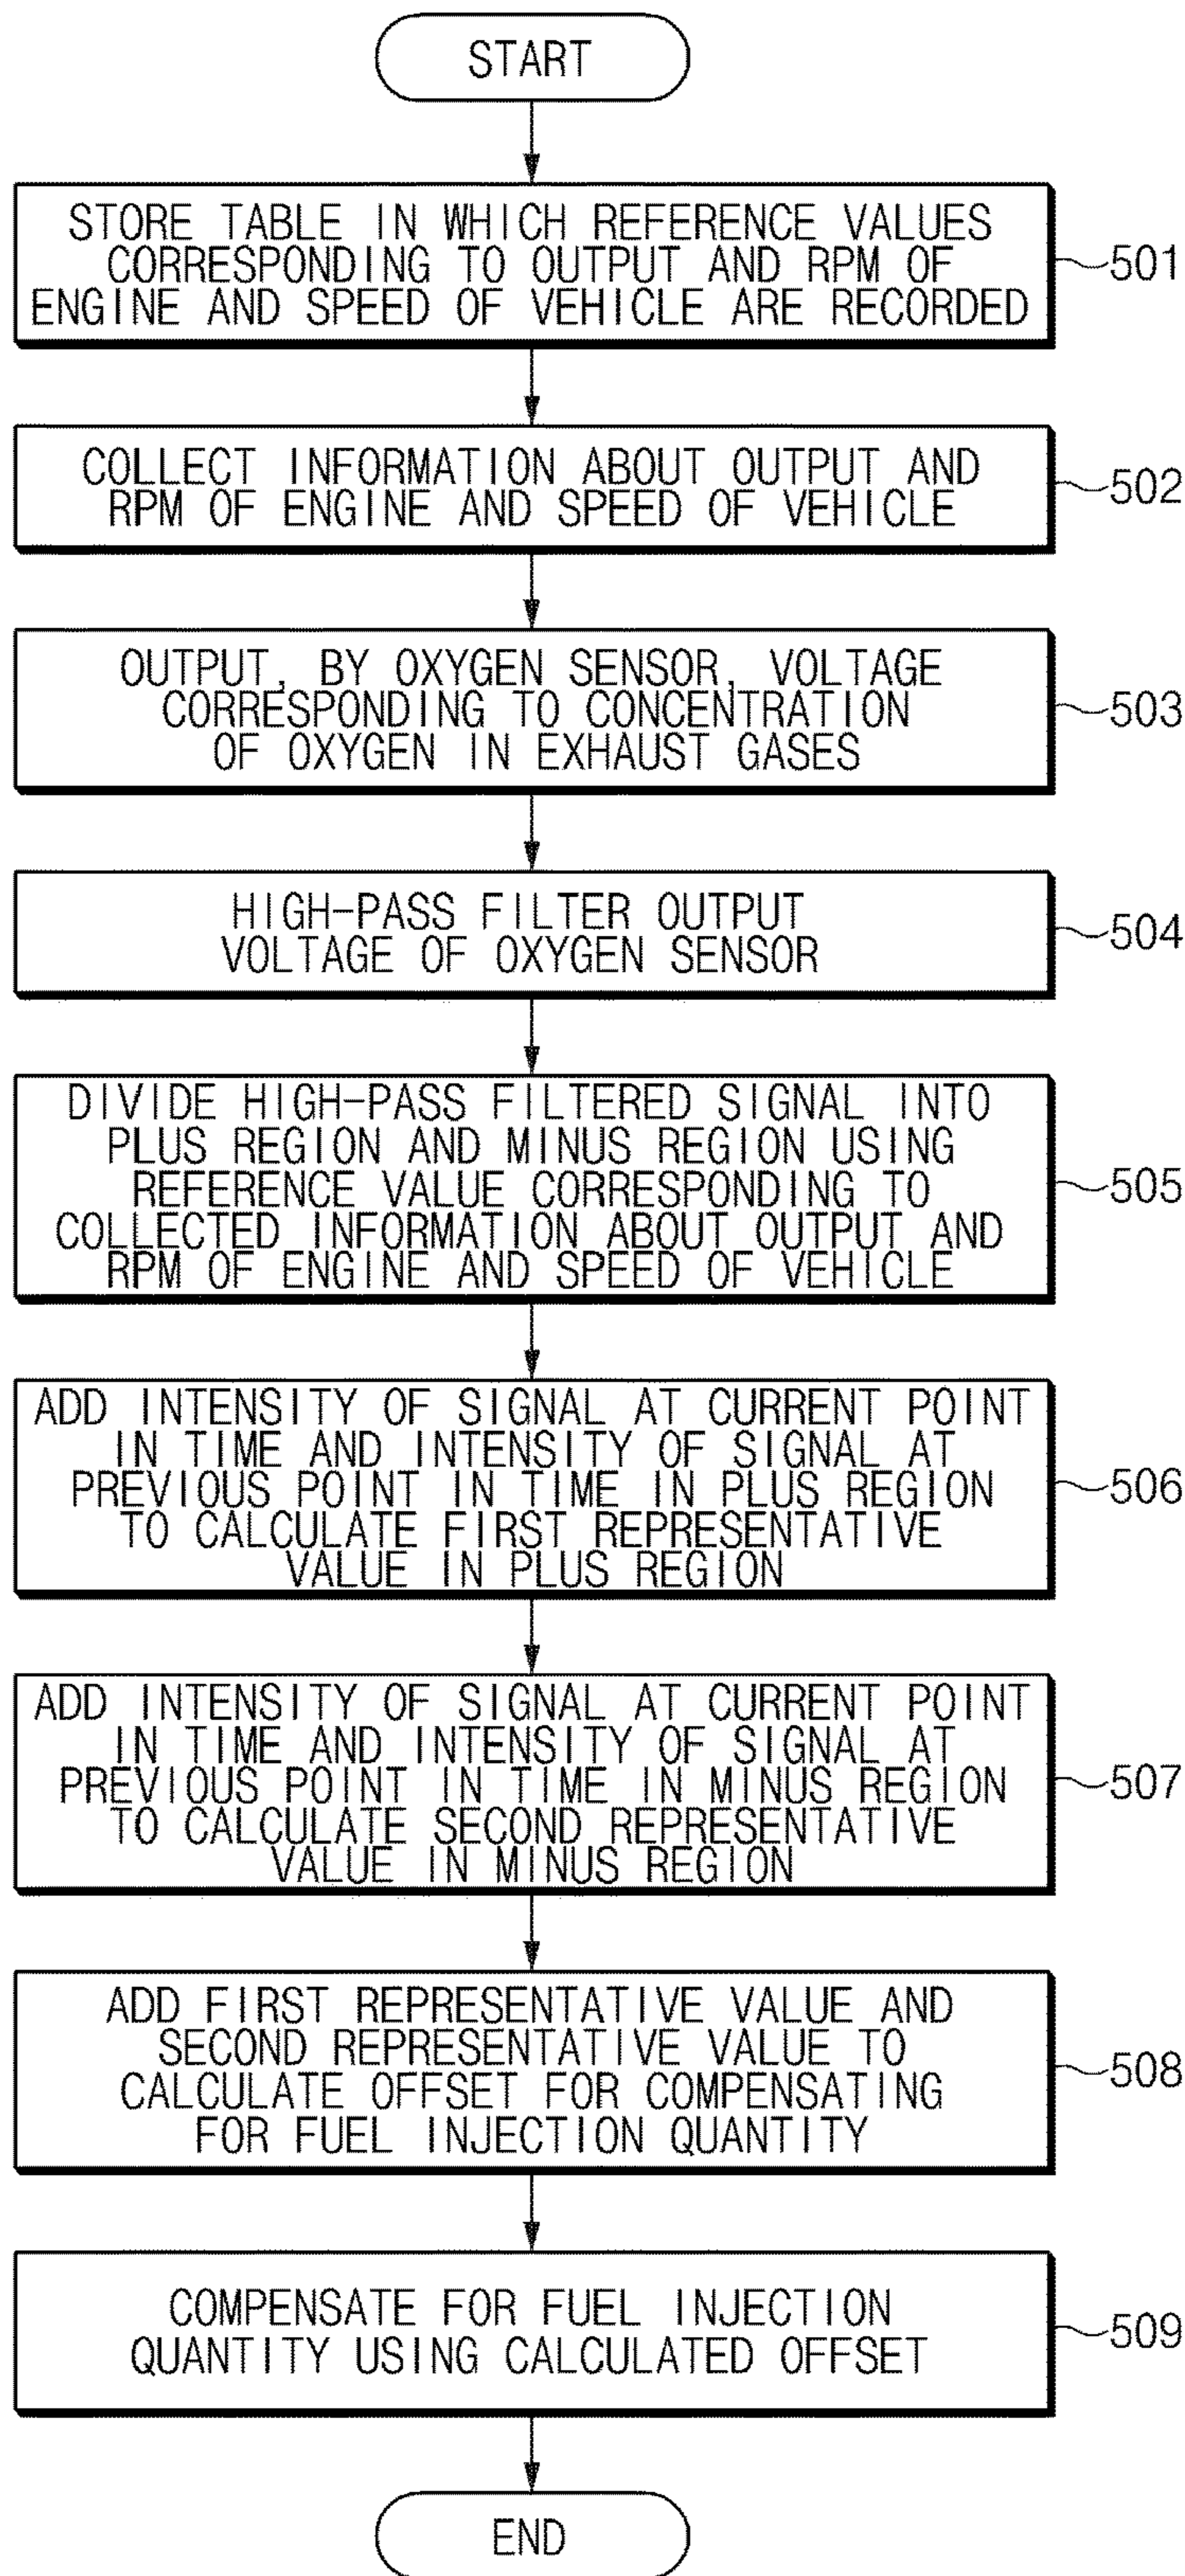 START
STORE TABLE IN WHICH REFERENCE VALUES
CORRESPONDING TO OUTPUT AND RPM OF
ENGINE AND SPEED OF VEHICLE ARE RECORDED
501
COLLECT INFORMATION ABOUT OUTPUT AND
RPM OF ENGINE AND SPEED OF VEHICLE
502
OUTPUT, BY OXYGEN SENSOR, VOLTAGE
CORRESPONDING TO CONCENTRATION
OF OXYGEN IN EXHAUST GASES
503
HIGH-PASS FILTER OUTPUT
VOLTAGE OF OXYGEN SENSOR
504
DIVIDE HIGH-PASS FILTERED SIGNAL INTO
PLUS REGION AND MINUS REGION USING
REFERENCE VALUE CORRESPONDING TO
COLLECTED INFORMATION ABOUT OUTPUT AND
RPM OF ENGINE AND SPEED OF VEHICLE
505
ADD INTENSITY OF SIGNAL AT CURRENT POINT
IN TIME AND INTENSITY OF SIGNAL AT
PREVIOUS POINT IN TIME IN PLUS REGION
TO CALCULATE FIRST REPRESENTATIVE
VALUE IN PLUS REGION
506
ADD INTENSITY OF SIGNAL AT CURRENT POINT
IN TIME AND INTENSITY OF SIGNAL AT
PREVIOUS POINT IN TIME IN MINUS REGION
TO CALCULATE SECOND REPRESENTATIVE
VALUE IN MINUS REGION
507
ADD FIRST REPRESENTATIVE VALUE AND
SECOND REPRESENTATIVE VALUE TO
CALCULATE OFFSET FOR COMPENSATING
FOR FUEL INJECTION QUANTITY
508
COMPENSATE FOR FUEL INJECTION
QUANTITY USING CALCULATED OFFSET
509
END